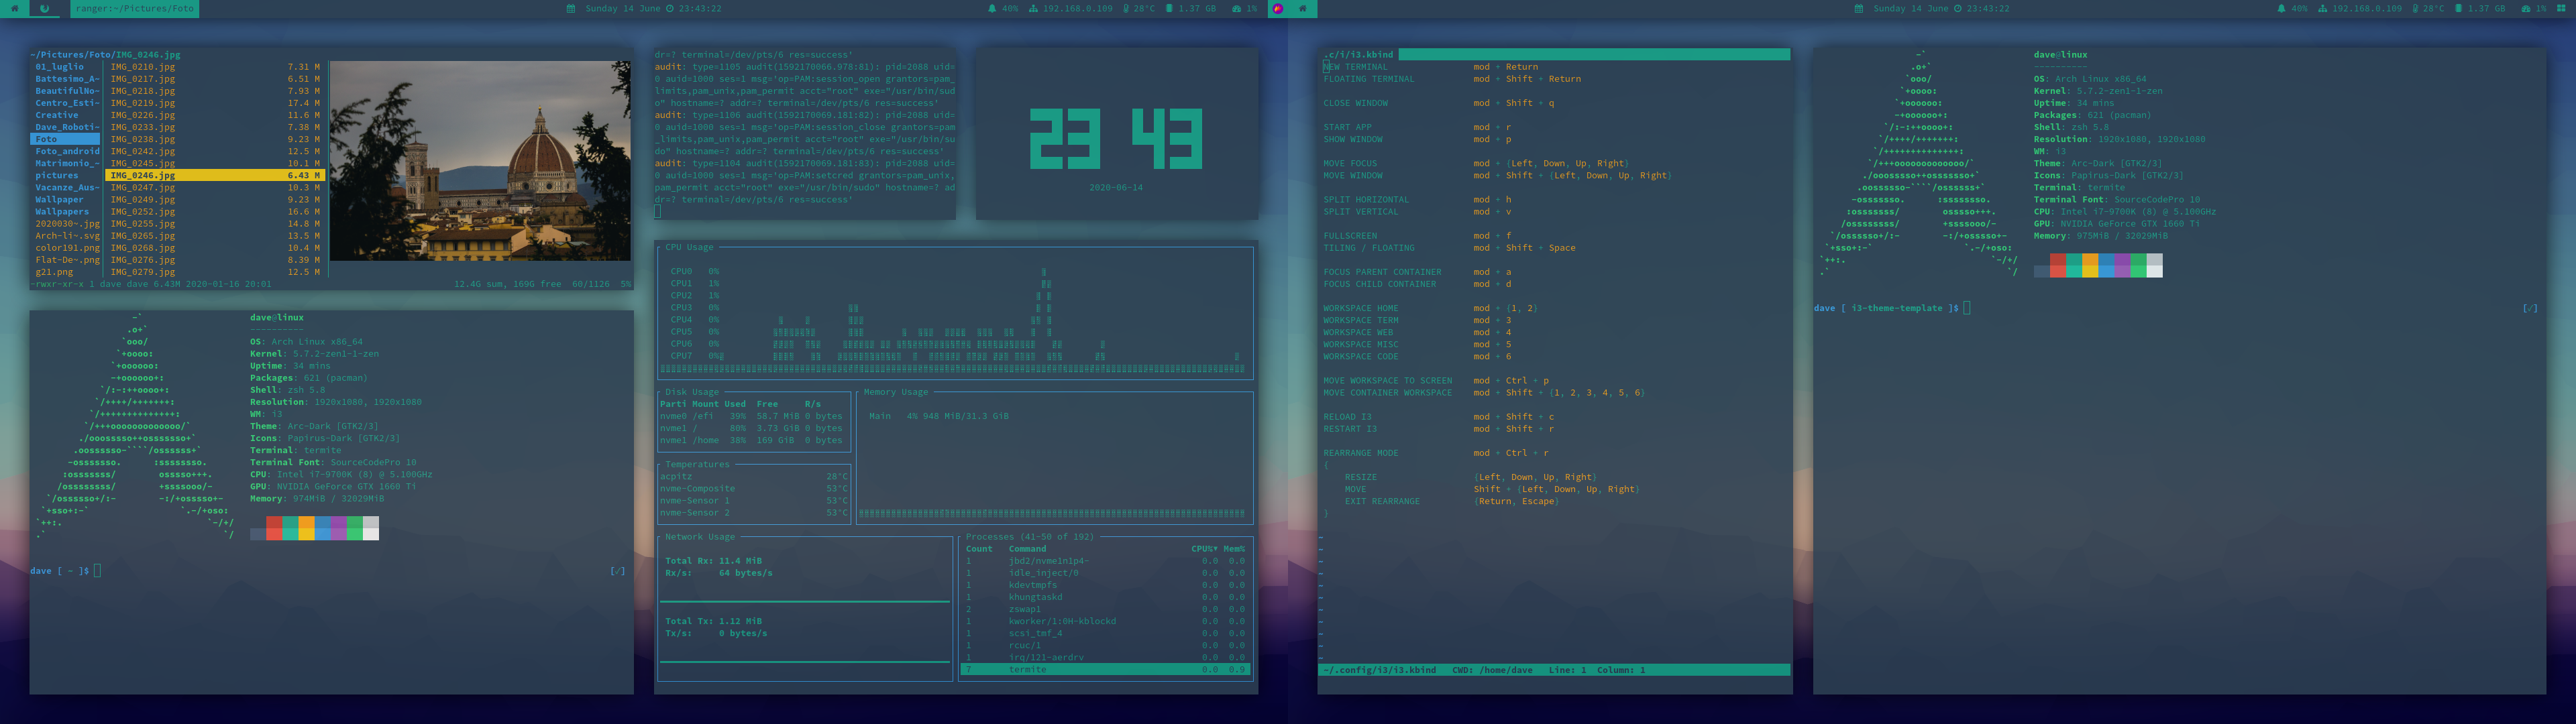 ranger:~/Pictures/Foto
Sunday 14 June 23:43:22
40% 192.168.0.109 28°C 1.37 GB 1%
Sunday 14 June 23:43:22
40% 192.168.0.109 28°C 1.37 GB 1%
~/Pictures/Foto/IMG_0246.jpg
01_luglio IMG_0210.jpg 7.31 M
Battesimo_A~ IMG_0217.jpg 6.51 M
BeautifulNo~ IMG_0218.jpg 7.93 M
Centro_Esti~ IMG_0219.jpg 17.4 M
Creative IMG_0226.jpg 11.6 M
Dave_Roboti~ IMG_0233.jpg 7.38 M
Foto IMG_0238.jpg 9.23 M
Foto_android IMG_0242.jpg 12.5 M
Matrimonio_~ IMG_0245.jpg 10.1 M
pictures IMG_0246.jpg 6.43 M
Vacanze_Aus~ IMG_0247.jpg 10.3 M
Wallpaper IMG_0249.jpg 9.23 M
Wallpapers IMG_0252.jpg 16.6 M
2020030~.jpg IMG_0255.jpg 14.8 M
Arch-li~.svg IMG_0265.jpg 13.5 M
color191.png IMG_0268.jpg 10.4 M
Flat-De~.png IMG_0276.jpg 8.39 M
g21.png IMG_0279.jpg 12.5 M
-rwxr-xr-x 1 dave dave 6.43M 2020-01-16 20:01 12.4G sum, 169G free 60/1126 5%
dave@linux
----------
OS: Arch Linux x86_64
Kernel: 5.7.2-zen1-1-zen
Uptime: 34 mins
Packages: 621 (pacman)
Shell: zsh 5.8
Resolution: 1920x1080, 1920x1080
WM: i3
Theme: Arc-Dark [GTK2/3]
Icons: Papirus-Dark [GTK2/3]
Terminal: termite
Terminal Font: SourceCodePro 10
CPU: Intel i7-9700K (8) @ 5.100GHz
GPU: NVIDIA GeForce GTX 1660 Ti
Memory: 974MiB / 32029MiB
dave [ ~ ]$ [✓]
dr=? terminal=/dev/pts/6 res=success'
audit: type=1105 audit(1592170066.978:81): pid=2088 uid=
0 auid=1000 ses=1 msg='op=PAM:session_open grantors=pam_
limits,pam_unix,pam_permit acct="root" exe="/usr/bin/sud
o" hostname=? addr=? terminal=/dev/pts/6 res=success'
audit: type=1106 audit(1592170069.181:82): pid=2088 uid=
0 auid=1000 ses=1 msg='op=PAM:session_close grantors=pam
_limits,pam_unix,pam_permit acct="root" exe="/usr/bin/su
do" hostname=? addr=? terminal=/dev/pts/6 res=success'
audit: type=1104 audit(1592170069.181:83): pid=2088 uid=
0 auid=1000 ses=1 msg='op=PAM:setcred grantors=pam_unix,
pam_permit acct="root" exe="/usr/bin/sudo" hostname=? ad
dr=? terminal=/dev/pts/6 res=success'
23 43
2020-06-14
CPU Usage
CPU0 0%
CPU1 1%
CPU2 1%
CPU3 0%
CPU4 0%
CPU5 0%
CPU6 0%
CPU7 0%
Disk Usage
Parti Mount Used Free R/s
nvme0 /efi 39% 58.7 MiB 0 bytes
nvme1 / 80% 3.73 GiB 0 bytes
nvme1 /home 38% 169 GiB 0 bytes
Memory Usage
Main 4% 948 MiB/31.3 GiB
Temperatures
acpitz 28°C
nvme-Composite 53°C
nvme-Sensor 1 53°C
nvme-Sensor 2 53°C
Network Usage
Total Rx: 11.4 MiB
Rx/s: 64 bytes/s
Total Tx: 1.12 MiB
Tx/s: 0 bytes/s
Processes (41-50 of 192)
Count Command CPU%▼ Mem%
1 jbd2/nvme1n1p4- 0.0 0.0
1 idle_inject/0 0.0 0.0
1 kdevtmpfs 0.0 0.0
1 khungtaskd 0.0 0.0
2 zswap1 0.0 0.0
1 kworker/1:0H-kblockd 0.0 0.0
1 scsi_tmf_4 0.0 0.0
1 rcuc/1 0.0 0.0
1 irq/121-aerdrv 0.0 0.0
7 termite 0.0 0.9
.c/i/i3.kbind
NEW TERMINAL mod + Return
FLOATING TERMINAL mod + Shift + Return
CLOSE WINDOW mod + Shift + q
START APP mod + r
SHOW WINDOW mod + p
MOVE FOCUS mod + {Left, Down, Up, Right}
MOVE WINDOW mod + Shift + {Left, Down, Up, Right}
SPLIT HORIZONTAL mod + h
SPLIT VERTICAL mod + v
FULLSCREEN mod + f
TILING / FLOATING mod + Shift + Space
FOCUS PARENT CONTAINER mod + a
FOCUS CHILD CONTAINER mod + d
WORKSPACE HOME mod + {1, 2}
WORKSPACE TERM mod + 3
WORKSPACE WEB mod + 4
WORKSPACE MISC mod + 5
WORKSPACE CODE mod + 6
MOVE WORKSPACE TO SCREEN mod + Ctrl + p
MOVE CONTAINER WORKSPACE mod + Shift + {1, 2, 3, 4, 5, 6}
RELOAD I3 mod + Shift + c
RESTART I3 mod + Shift + r
REARRANGE MODE mod + Ctrl + r
{
RESIZE {Left, Down, Up, Right}
MOVE Shift + {Left, Down, Up, Right}
EXIT REARRANGE {Return, Escape}
}
~/.config/i3/i3.kbind CWD: /home/dave Line: 1 Column: 1
dave@linux
----------
OS: Arch Linux x86_64
Kernel: 5.7.2-zen1-1-zen
Uptime: 34 mins
Packages: 621 (pacman)
Shell: zsh 5.8
Resolution: 1920x1080, 1920x1080
WM: i3
Theme: Arc-Dark [GTK2/3]
Icons: Papirus-Dark [GTK2/3]
Terminal: termite
Terminal Font: SourceCodePro 10
CPU: Intel i7-9700K (8) @ 5.100GHz
GPU: NVIDIA GeForce GTX 1660 Ti
Memory: 975MiB / 32029MiB
dave [ i3-theme-template ]$ [✓]